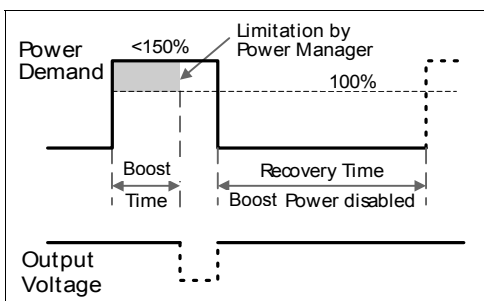 Power
Demand
<150%
Limitation by
Power Manager
100%
Boost
Time
Recovery Time
Boost Power disabled
Output
Voltage